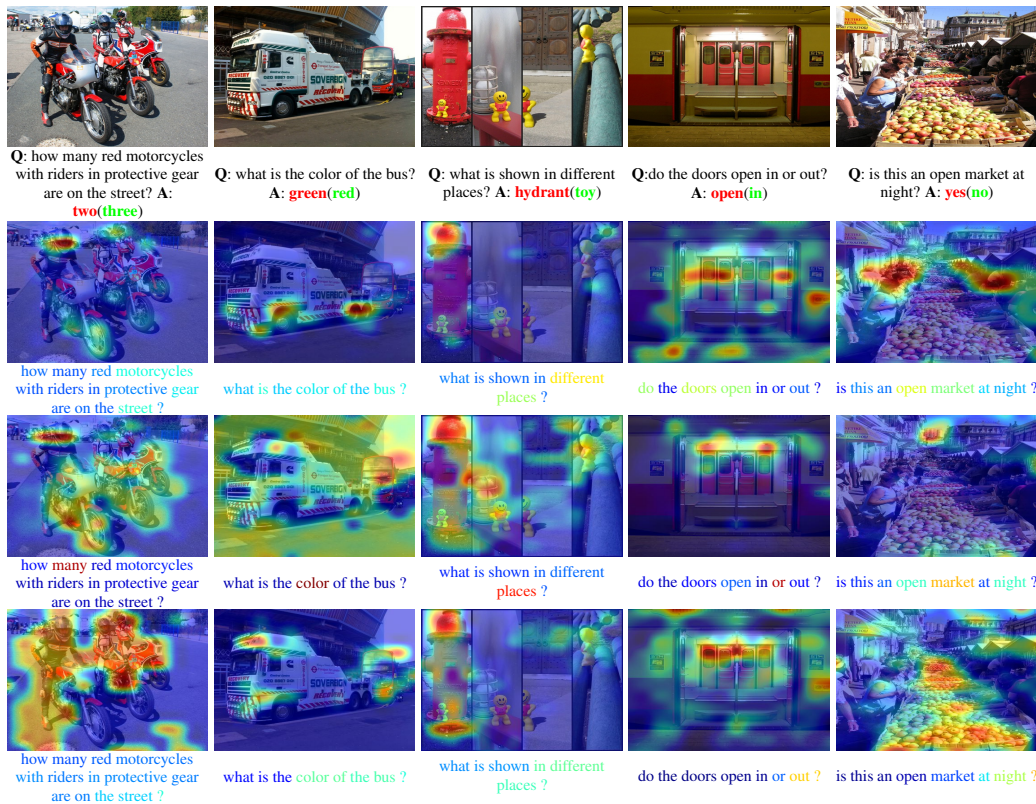 SOVEREIGN
RECOVERY
Q: how many red motorcycles
with riders in protective gear
are on the street? A:
two(three)
Q: what is the color of the bus?
A: green(red)
Q: what is shown in different
places? A: hydrant(toy)
Q:do the doors open in or out?
A: open(in)
Q: is this an open market at
night? A: yes(no)
SOVEREIGN
RECOVERY
how many red motorcycles
with riders in protective gear
are on the street ?
what is the color of the bus ?
what is shown in different
places ?
do the doors open in or out ?
is this an open market at night ?
SOVEREIGN
RECOVERY
how many red motorcycles
with riders in protective gear
are on the street ?
what is the color of the bus ?
what is shown in different
places ?
do the doors open in or out ?
is this an open market at night ?
SOVEREIGN
RECOVERY
how many red motorcycles
with riders in protective gear
are on the street ?
what is the color of the bus ?
what is shown in different
places ?
do the doors open in or out ?
is this an open market at night ?